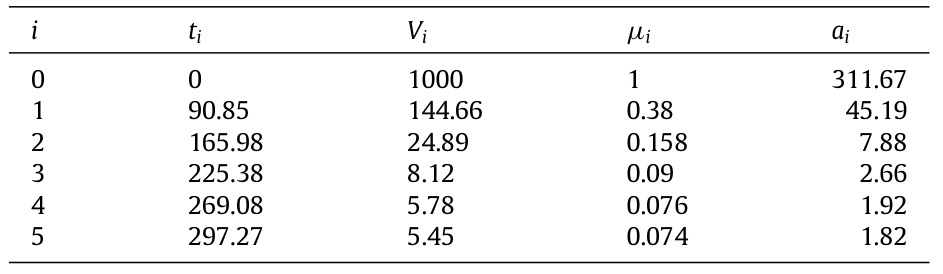 i t_i V_i μ_i a_i
0 0 1000 1 311.67
1 90.85 144.66 0.38 45.19
2 165.98 24.89 0.158 7.88
3 225.38 8.12 0.09 2.66
4 269.08 5.78 0.076 1.92
5 297.27 5.45 0.074 1.82